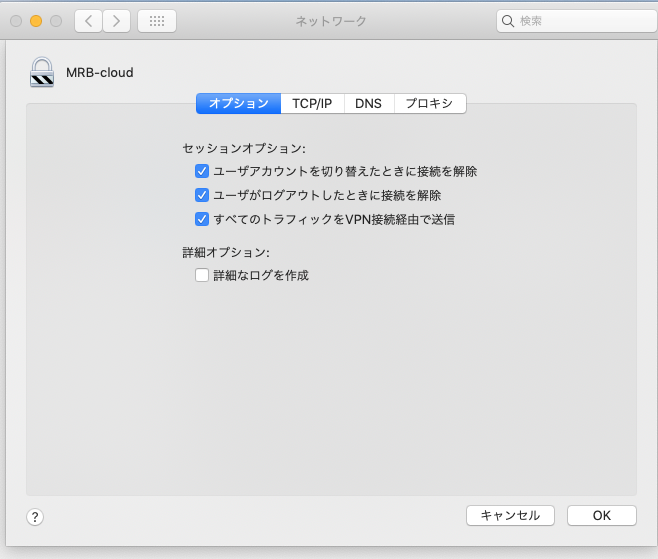 ネットワーク
検索
MRB-cloud
オプション TCP/IP DNS プロキシ
セッションオプション:
ユーザアカウントを切り替えたときに接続を解除
ユーザがログアウトしたときに接続を解除
すべてのトラフィックをVPN接続経由で送信
詳細オプション:
詳細なログを作成
? キャンセル OK